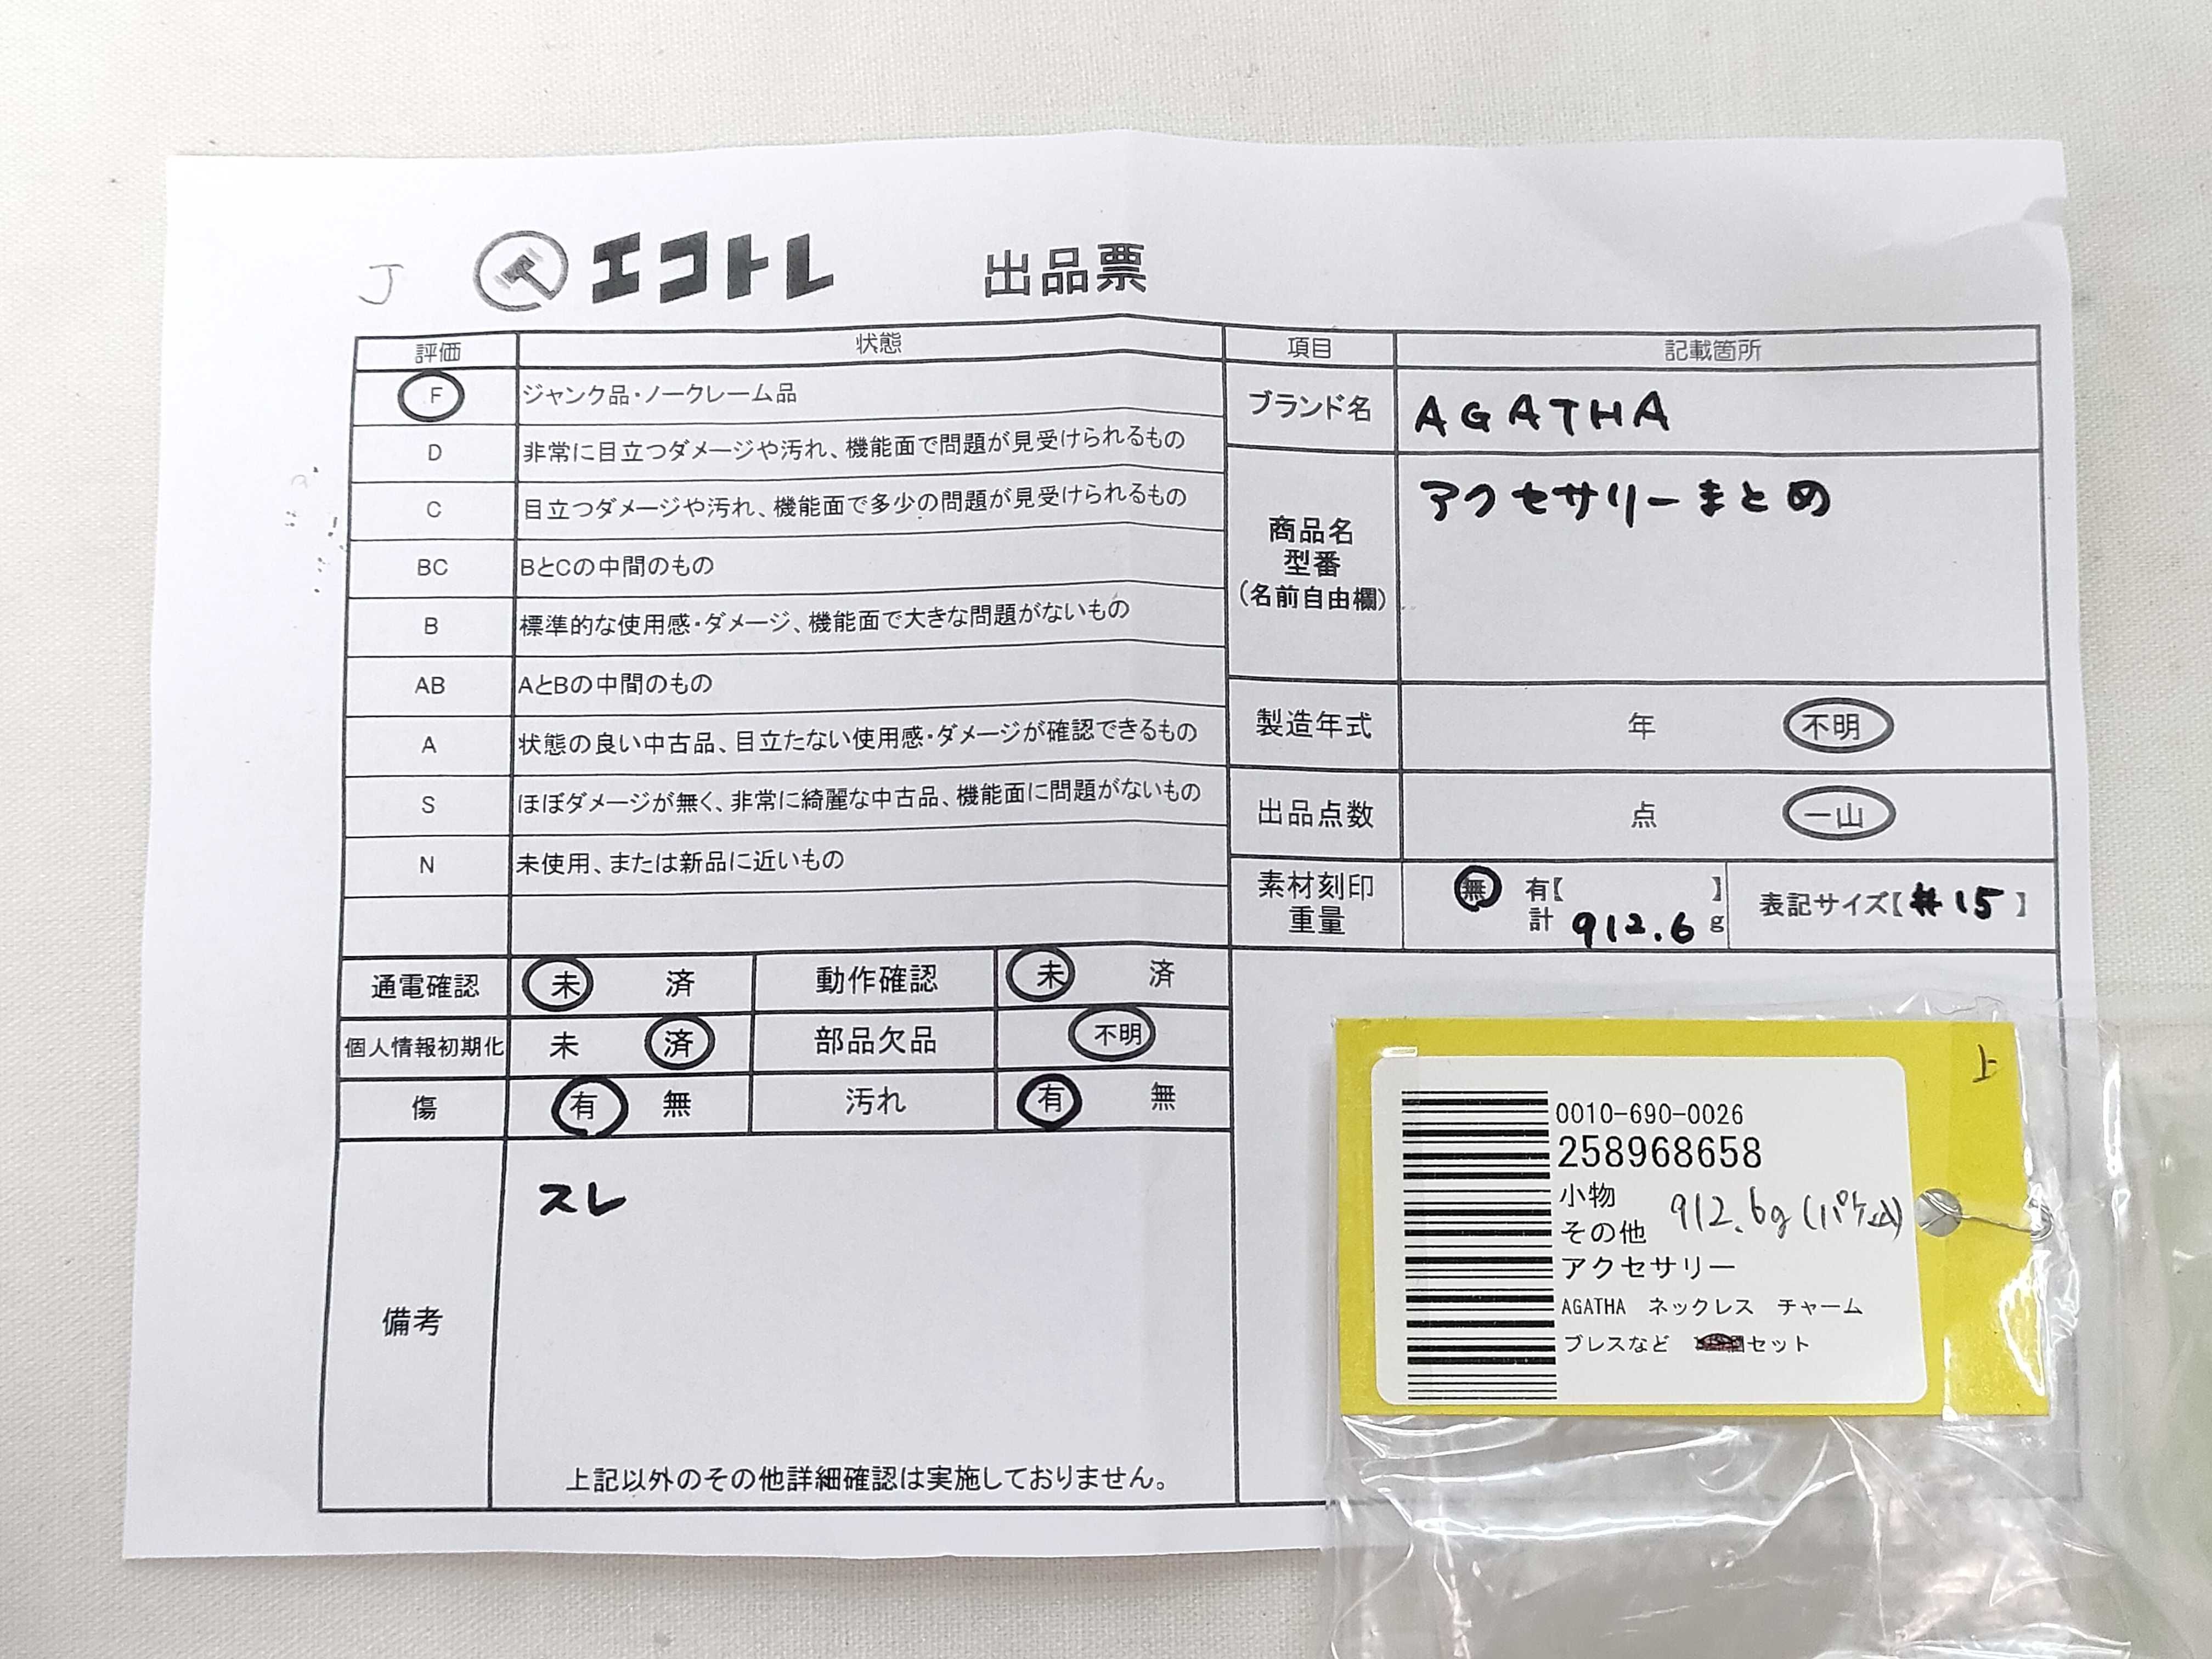 J
エコトレ 出品票
評価 状態
F ジャンク品・ノークレーム品
D 非常に目立つダメージや汚れ、機能面で問題が見受けられるもの
C 目立つダメージや汚れ、機能面で多少の問題が見受けられるもの
BC BとCの中間のもの
B 標準的な使用感・ダメージ、機能面で大きな問題がないもの
AB AとBの中間のもの
A 状態の良い中古品、目立たない使用感・ダメージが確認できるもの
S ほぼダメージが無く、非常に綺麗な中古品、機能面に問題がないもの
N 未使用、または新品に近いもの
通電確認 未 済 動作確認 未 済
個人情報初期化 未 済 部品欠品 不明
傷 有 無 汚れ 有 無
備考
スレ
上記以外のその他詳細確認は実施しておりません。
項目 記載箇所
ブランド名 AGATHA
商品名
型番
(名前自由欄)
アクセサリーまとめ
製造年式 年 不明
出品点数 点 一山
素材刻印
重量
無 有【 】
計 912.6 g
表記サイズ【#15】
上
0010-690-0026
258968658
小物
その他
912.6g(パケ込)
アクセサリー
AGATHA ネックレス チャーム
ブレスなど セット